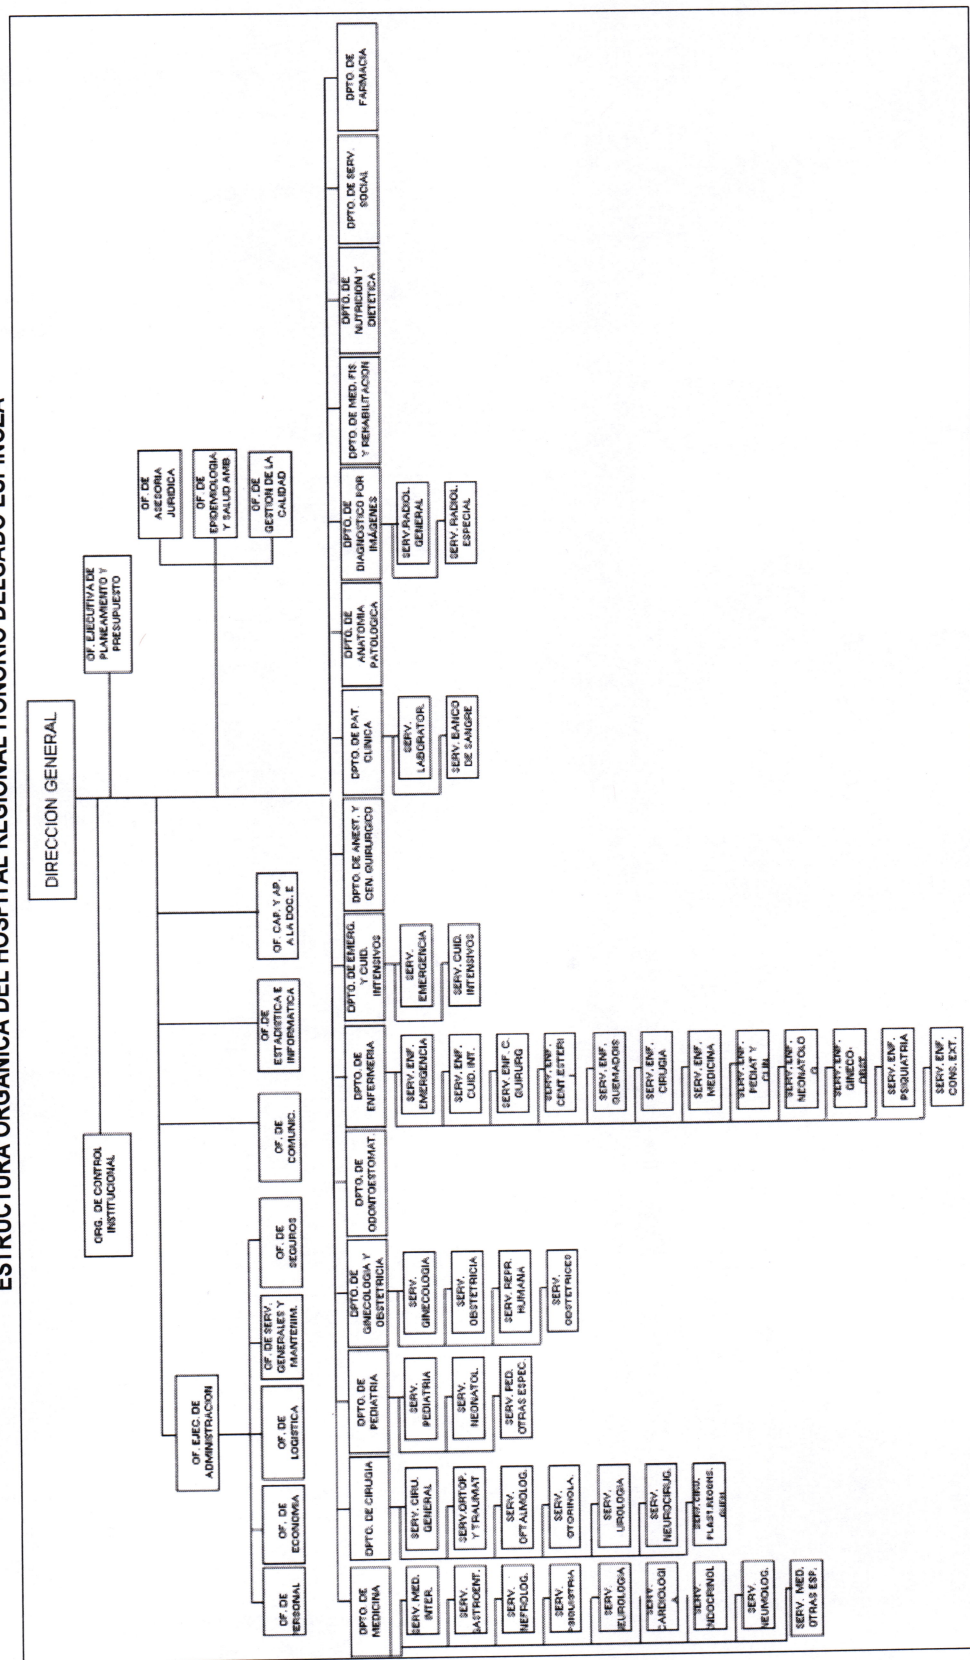 ESTRUCTURA ORGANICA DEL HOSPITAL REGIONAL HONORIO DELGADO ESPINOZA
DIRECCION GENERAL
ORG. DE CONTROL
INSTITUCIONAL
OF. EJECUTIVA DE
PLANEAMIENTO Y
PRESUPUESTO
OF. DE
ASESORIA
JURIDICA
OF. DE
EPIDEMIOLOGIA
Y SALUD AMB.
OF. DE
GESTION DE LA
CALIDAD
OF. EJEC. DE
ADMINISTRACION
OF. DE
PERSONAL
OF. DE
ECONOMIA
OF. DE
LOGISTICA
OF. DE SERV.
GENERALES Y
MANTENIM.
OF. DE
SEGUROS
OF. DE
COMUNIC.
OF.DE
ESTADISTICA E
INFORMATICA
OF. CAP. Y AP.
A LA DOC. E
DPTO. DE
MEDICINA
SERV. MED.
INTER.
SERV.
GASTROENT.
SERV.
NEFROLOG.
SERV.
PSIQUISTRIA
SERV.
NEUROLOGIA
SERV.
CARDIOLOGI
A
SERV.
ENDOCRINOL
SERV.
NEUMOLOG.
SERV. MED.
OTRAS ESP.
DPTO. DE CIRUGIA
SERV. CIRU.
GENERAL
SERV.ORTOP.
Y TRAUMAT
SERV.
OFTALMOLOG.
SERV.
OTORINOLA.
SERV.
UROLOGIA
SERV.
NEUROCIRUG.
SERV. CIRU.
PLAST.RECONS.
DPTO. DE
PEDIATRIA
SERV.
PEDIATRIA
SERV.
NEONATOL.
SERV. PED.
OTRAS ESPEC.
DPTO. DE
GINECOLOGIA Y
OBSTETRICIA
SERV.
GINECOLOGIA
SERV.
OBSTETRICIA
SERV. REPR.
HUMANA
SERV.
OBSTETRICES
DPTO. DE
ODONTOESTOMAT.
DPTO. DE
ENFERMERIA
SERV. ENF.
EMERGENCIA
SERV. ENF.
CUID. INT.
SERV. ENF. C.
QUIRURG
SERV. ENF.
CENT ESTERI
SERV. ENF.
QUEMADOIS
SERV. ENF.
CIRUGIA
SERV. ENF.
MEDICINA
SERV. ENF.
PEDIAT Y
SERV. ENF.
NEONATOLO
G
SERV. ENF.
GINECO-
OBST
SERV. ENF.
PSIQUIATRIA
SERV. ENF.
CONS. EXT.
DPTO. DE EMERG.
Y CUID.
INTENSIVOS
SERV.
EMERGENCIA
SERV. CUID.
INTENSIVOS
DPTO. DE ANEST. Y
CEN. QUIRURGICO
DPTO. DE PAT.
CLINICA
SERV.
LABORATOR.
SERV. BANCO
DE SANGRE
DPTO. DE
ANATOMIA
PATOLOGICA
DPTO. DE
DIAGNOSTICO POR
IMÁGENES
SERV.RADIOL.
GENERAL
SERV. RADIOL.
ESPECIAL
DPTO. DE MED. FIS
Y REHABILITACION
DPTO. DE
NUTRICION Y
DIETETICA
DPTO. DE SERV.
SOCIAL
DPTO. DE
FARMACIA